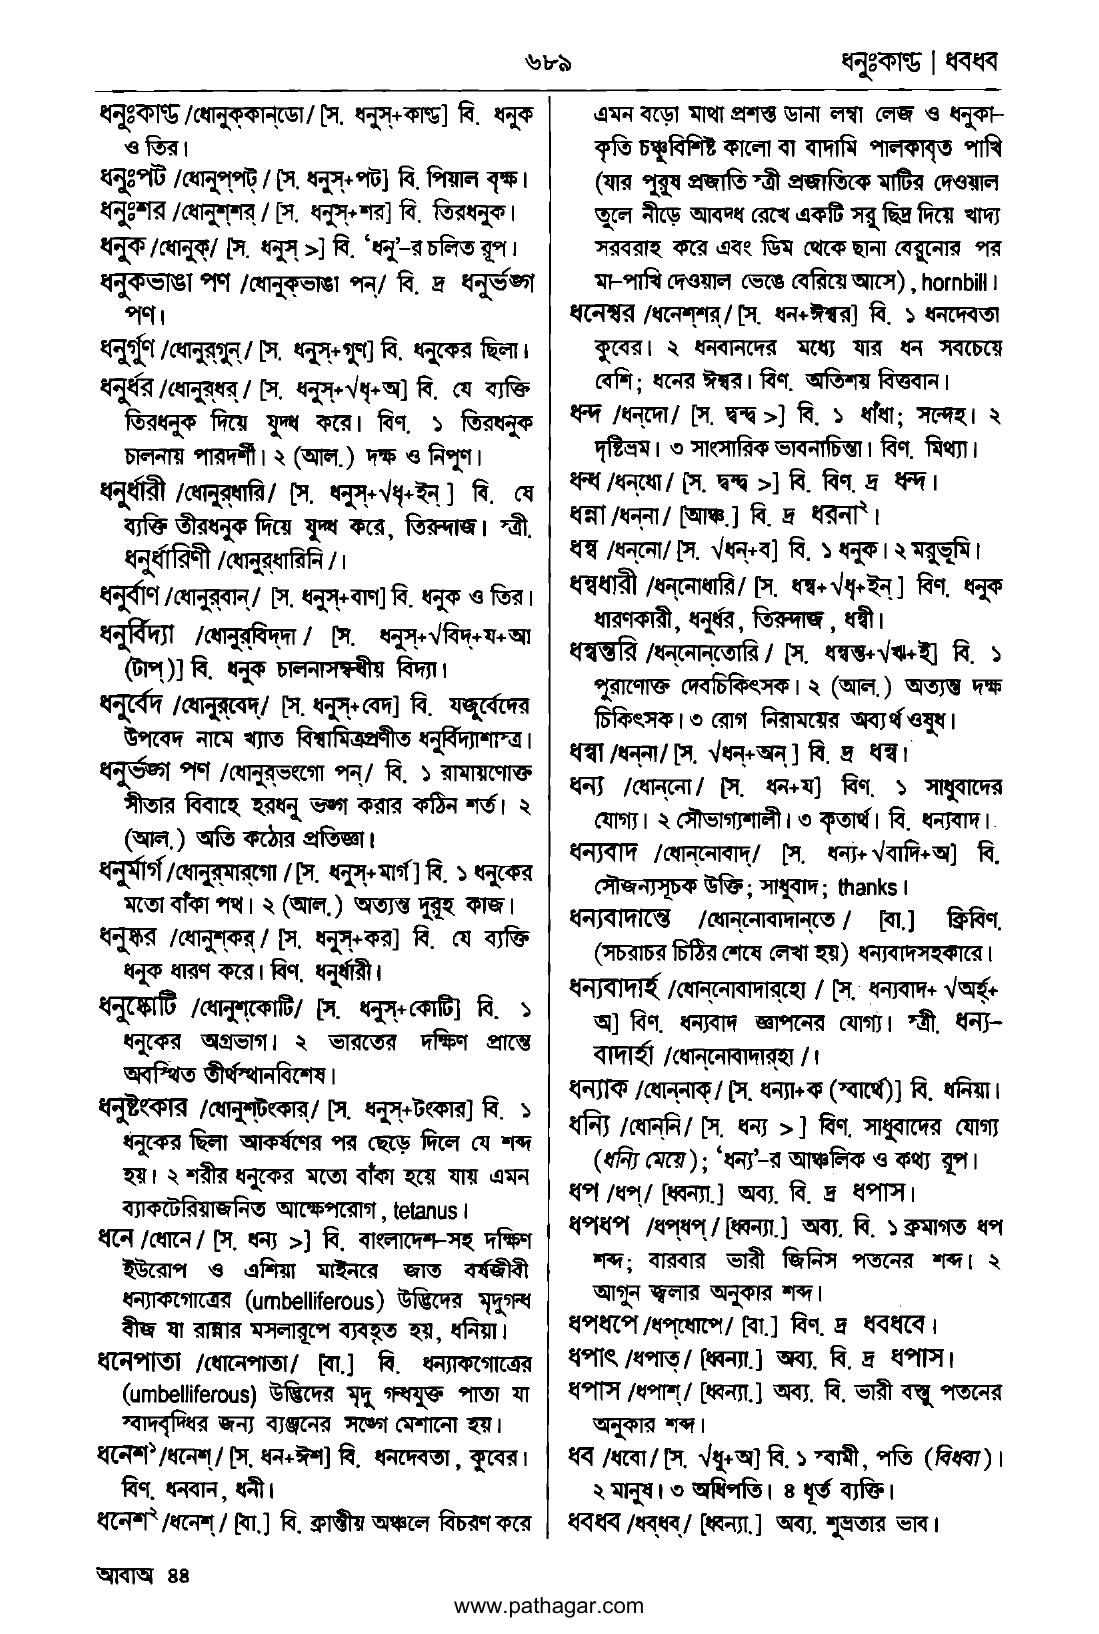 ৬৮৯
ধনুঃকাণ্ড | ধবধব
ধনুঃকাণ্ড /ধোনুক্‌কান্‌ডো/ [স. ধনুস্‌+কাণ্ড] বি. ধনুক
ও তির।
ধনুঃপট /ধোনুপ্‌পট্‌/ [স. ধনুস্‌+পট] বি. পিয়াল বৃক্ষ।
ধনুঃশর /ধোনুশ্‌শর্‌/ [স. ধনুস্‌+শর] বি. তিরধনুক।
ধনুক /ধোনুক্‌/ [স. ধনুস্‌ >] বি. ‘ধনু’-র চলিত রূপ।
ধনুকভাঙা পণ /ধোনুক্‌ভাঙা পন্‌/ বি. দ্র ধনুর্ভঙ্গ
পণ।
ধনুর্গুণ /ধোনুর্‌গুন্‌/ [স. ধনুস্‌+গুণ] বি. ধনুকের ছিলা।
ধনুর্ধর /ধোনুর্‌ধর্‌/ [স. ধনুস্‌+√ধৃ+অ] বি. যে ব্যক্তি
তিরধনুক দিয়ে যুদ্ধ করে। বিণ. ১ তিরধনুক
চালনায় পারদর্শী। ২ (আল.) দক্ষ ও নিপুণ।
ধনুর্ধারী /ধোনুর্‌ধারি/ [স. ধনুস্‌+√ধৃ+ইন্‌] বি. যে
ব্যক্তি তীরধনুক দিয়ে যুদ্ধ করে, তিরন্দাজ। স্ত্রী.
ধনুর্ধারিণী /ধোনুর্‌ধারিনি/।
ধনুর্বাণ /ধোনুর্‌বান্‌/ [স. ধনুস্‌+বাণ] বি. ধনুক ও তির।
ধনুর্বিদ্যা /ধোনুর্‌বিদ্‌দা/ [স. ধনুস্‌+√বিদ্‌+য+আ
(টাপ্‌)] বি. ধনুক চালনাসম্বন্ধীয় বিদ্যা।
ধনুর্বেদ /ধোনুর্‌বেদ্‌/ [স. ধনুস্‌+বেদ] বি. যজুর্বেদের
উপবেদ নামে খ্যাত বিশ্বামিত্রপ্রণীত ধনুর্বিদ্যাশাস্ত্র।
ধনুর্ভঙ্গ পণ /ধোনুর্‌ভংগো পন্‌/ বি. ১ রামায়ণোক্ত
সীতার বিবাহে হরধনু ভঙ্গ করার কঠিন শর্ত। ২
(আল.) অতি কঠোর প্রতিজ্ঞা।
ধনুর্মার্গ /ধোনুর্‌মার্‌গো/ [স. ধনুস্‌+মার্গ] বি. ১ ধনুকের
মতো বাঁকা পথ। ২ (আল.) অত্যন্ত দুরূহ কাজ।
ধনুষ্কর /ধোনুশ্‌কর্‌/ [স. ধনুস্‌+কর] বি. যে ব্যক্তি
ধনুক ধারণ করে। বিণ. ধনুর্ধারী।
ধনুষ্কোটি /ধোনুশ্‌কোটি/ [স. ধনুস্‌+কোটি] বি. ১
ধনুকের অগ্রভাগ। ২ ভারতের দক্ষিণ প্রান্তে
অবস্থিত তীর্থস্থানবিশেষ।
ধনুষ্টংকার /ধোনুশ্‌টংকার্‌/ [স. ধনুস্‌+টংকার] বি. ১
ধনুকের ছিলা আকর্ষণের পর ছেড়ে দিলে যে শব্দ
হয়। ২ শরীর ধনুকের মতো বাঁকা হয়ে যায় এমন
ব্যাকটেরিয়াজনিত আক্ষেপরোগ, tetanus।
ধনে /ধোনে/ [স. ধন্য >] বি. বাংলাদেশ-সহ দক্ষিণ
ইউরোপ ও এশিয়া মাইনরে জাত বর্ষজীবী
ধন্যাকগোত্রের (umbelliferous) উদ্ভিদের মৃদুগন্ধ
বীজ যা রান্নার মসলারূপে ব্যবহৃত হয়, ধনিয়া।
ধনেপাতা /ধোনেপাতা/ [বা.] বি. ধন্যাকগোত্রের
(umbelliferous) উদ্ভিদের মৃদু গন্ধযুক্ত পাতা যা
স্বাদবৃদ্ধির জন্য ব্যঞ্জনের সঙ্গে মেশানো হয়।
ধনেশ১ /ধনেশ্‌/ [স. ধন+ঈশ] বি. ধনদেবতা, কুবের।
বিণ. ধনবান, ধনী।
ধনেশ২ /ধনেশ্‌/ [বা.] বি. ক্রান্তীয় অঞ্চলে বিচরণ করে
এমন বড়ো মাথা প্রশস্ত ডানা লম্বা লেজ ও ধনুকা-
কৃতি চঞ্চুবিশিষ্ট কালো বা বাদামি পালকাবৃত পাখি
(যার পুরুষ প্রজাতি স্ত্রী প্রজাতিকে মাটির দেওয়াল
তুলে নীড়ে আবদ্ধ রেখে একটি সরু ছিদ্র দিয়ে খাদ্য
সরবরাহ করে এবং ডিম থেকে ছানা বেরুনোর পর
মা-পাখি দেওয়াল ভেঙে বেরিয়ে আসে), hornbill।
ধনেশ্বর /ধনেশ্‌শর্‌/ [স. ধন+ঈশ্বর] বি. ১ ধনদেবতা
কুবের। ২ ধনবানদের মধ্যে যার ধন সবচেয়ে
বেশি; ধনের ঈশ্বর। বিণ. অতিশয় বিত্তবান।
ধন্দ /ধন্‌দো/ [স. দ্বন্দ্ব >] বি. ১ ধাঁধা; সন্দেহ। ২
দৃষ্টিভ্রম। ৩ সাংসারিক ভাবনাচিন্তা। বিণ. মিথ্যা।
ধন্ধ /ধন্‌ধো/ [স. দ্বন্দ্ব >] বি. বিণ. দ্র ধন্দ।
ধন্না /ধন্‌না/ [আঞ্চ.] বি. দ্র ধরনা২।
ধন্ব /ধন্‌নো/ [স. √ধন্‌+ব] বি. ১ ধনুক। ২ মরুভূমি।
ধন্বধারী /ধন্‌নোধারি/ [স. ধন্ব+√ধৃ+ইন্‌] বিণ. ধনুক
ধারণকারী, ধনুর্ধর, তিরন্দাজ, ধন্বী।
ধন্বন্তরি /ধন্‌নোন্‌তোরি/ [স. ধন্বন্ত+√ঋ+ই] বি. ১
পুরাণোক্ত দেবচিকিৎসক। ২ (আল.) অত্যন্ত দক্ষ
চিকিৎসক। ৩ রোগ নিরাময়ের অব্যর্থ ওষুধ।
ধন্বা /ধন্‌না/ [স. √ধন্‌+অন্‌] বি. দ্র ধন্ব।
ধন্য /ধোন্‌নো/ [স. ধন+য] বিণ. ১ সাধুবাদের
যোগ্য। ২ সৌভাগ্যশালী। ৩ কৃতার্থ। বি. ধন্যবাদ।
ধন্যবাদ /ধোন্‌নোবাদ্‌/ [স. ধন্য+√বাদি+অ] বি.
সৌজন্যসূচক উক্তি; সাধুবাদ; thanks।
ধন্যবাদান্তে /ধোন্‌নোবাদান্‌তে/ [বা.] ক্রিবিণ.
(সচরাচর চিঠির শেষে লেখা হয়) ধন্যবাদসহকারে।
ধন্যবাদার্হ /ধোন্‌নোবাদার্‌হো/ [স. ধন্যবাদ+√অর্হ্‌+
অ] বিণ. ধন্যবাদ জ্ঞাপনের যোগ্য। স্ত্রী. ধন্য-
বাদার্হা /ধোন্‌নোবাদার্‌হা/।
ধন্যাক /ধোন্‌নাক্‌/ [স. ধন্যা+ক (স্বার্থে)] বি. ধনিয়া।
ধন্যি /ধোন্‌নি/ [স. ধন্য >] বিণ. সাধুবাদের যোগ্য
(ধন্যি মেয়ে); ‘ধন্য’-র আঞ্চলিক ও কথ্য রূপ।
ধপ /ধপ্‌/ [ধ্বন্যা.] অব্য. বি. দ্র ধপাস।
ধপধপ /ধপ্‌ধপ্‌/ [ধ্বন্যা.] অব্য. বি. ১ ক্রমাগত ধপ
শব্দ; বারবার ভারী জিনিস পতনের শব্দ। ২
আগুন জ্বলার অনুকার শব্দ।
ধপধপে /ধপ্‌ধোপে/ [বা.] বিণ. দ্র ধবধবে।
ধপাৎ /ধপাত্‌/ [ধ্বন্যা.] অব্য. বি. দ্র ধপাস।
ধপাস /ধপাশ্‌/ [ধ্বন্যা.] অব্য. বি. ভারী বস্তু পতনের
অনুকার শব্দ।
ধব /ধবো/ [স. √ধূ+অ] বি. ১ স্বামী, পতি (বিধবা)।
২ মানুষ। ৩ অধিপতি। ৪ ধূর্ত ব্যক্তি।
ধবধব /ধব্‌ধব্‌/ [ধ্বন্যা.] অব্য. শুভ্রতার ভাব।
আবাঅ ৪৪
www.pathagar.com